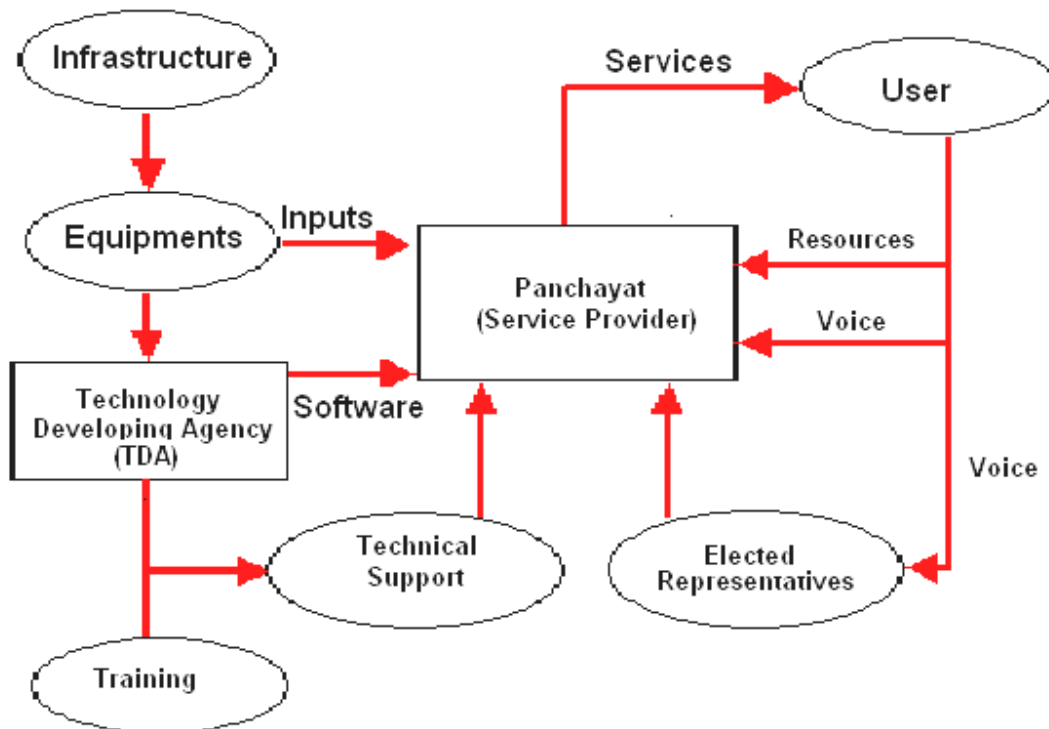 Infrastructure
Services
User
Equipments
Inputs
Resources
Panchayat
(Service Provider)
Voice
Technology
Developing Agency
(TDA)
Software
Voice
Technical
Support
Elected
Representatives
Training